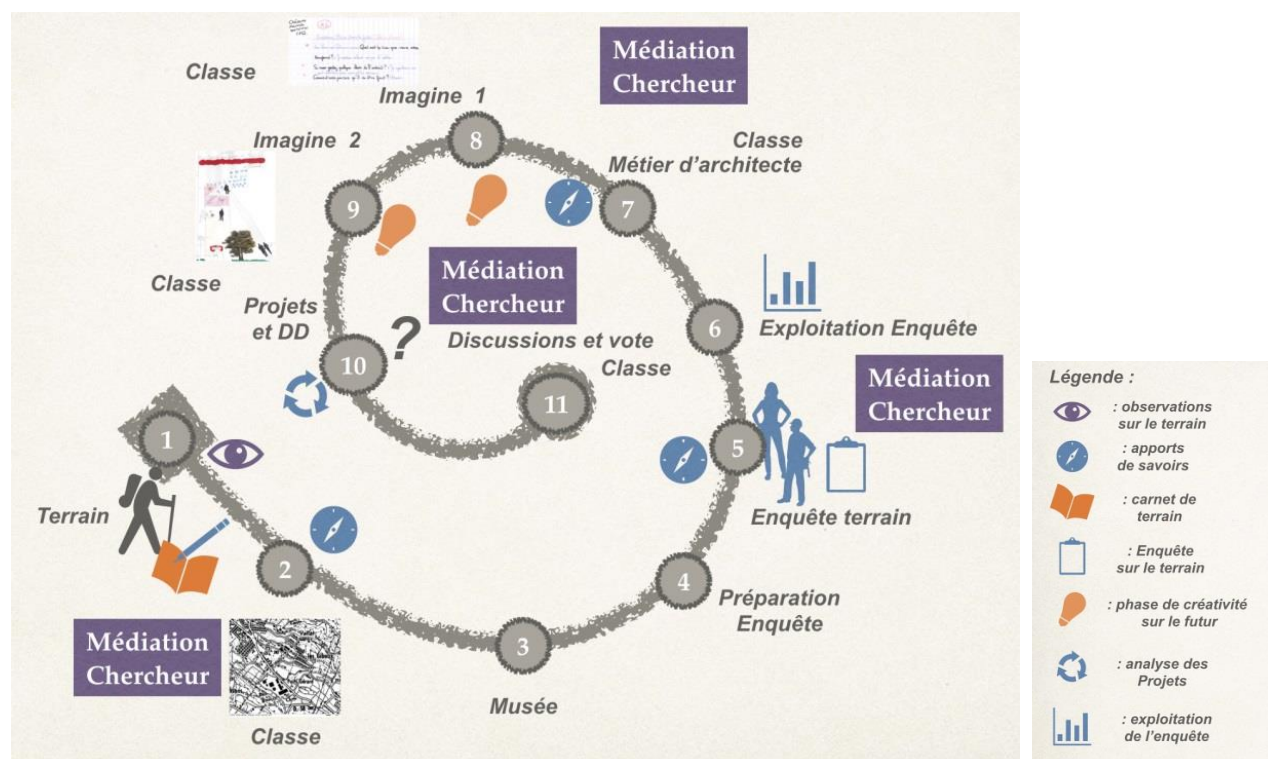 Classe
Imagine 1
Médiation
Chercheur
Imagine 2
Classe
Métier d'architecte
8
9
7
Classe
Projets
et DD
Médiation
Chercheur
?
Discussions et vote
Classe
6
Exploitation Enquête
10
11
Médiation
Chercheur
1
5
Terrain
Enquête terrain
2
4
Préparation
Enquête
Médiation
Chercheur
3
Musée
Classe
Légende :
: observations
sur le terrain
: apports
de savoirs
: carnet de
terrain
: Enquête
sur le terrain
: phase de créativité
sur le futur
: analyse des
Projets
: exploitation
de l'enquête